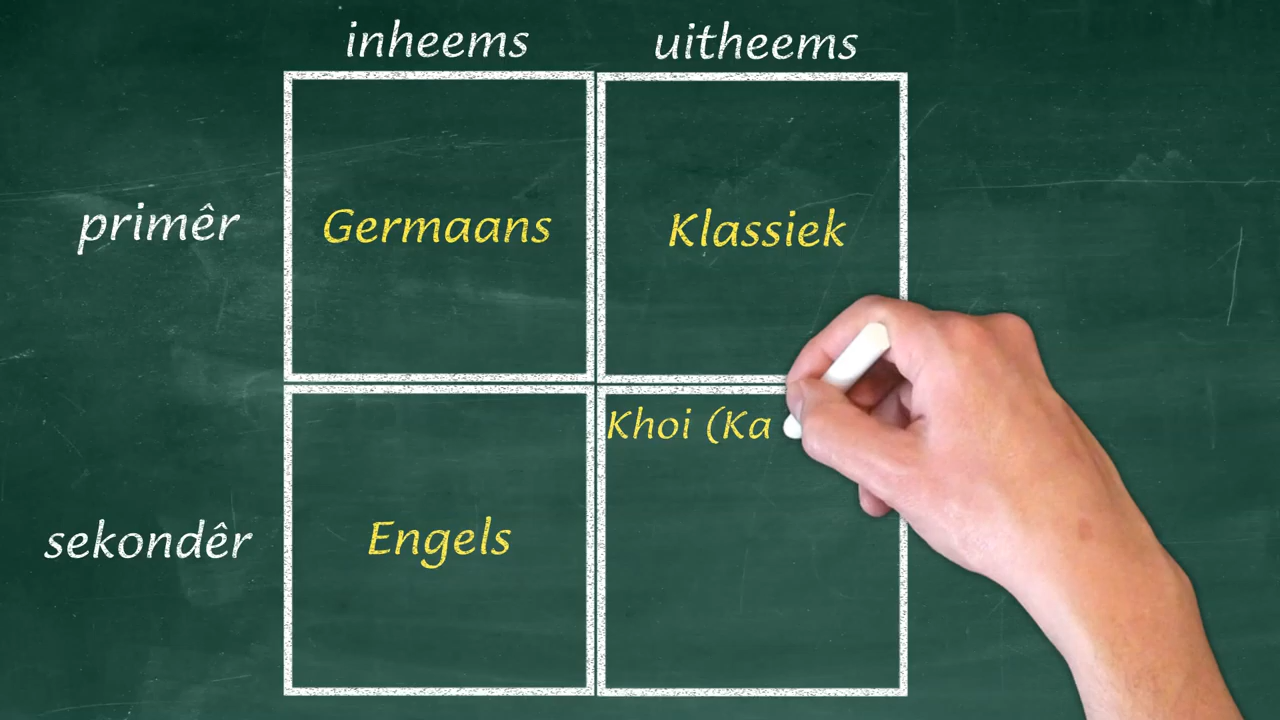 inheems uitheems
primêr Germaans Klassiek
Khoi (Ka
sekondêr Engels